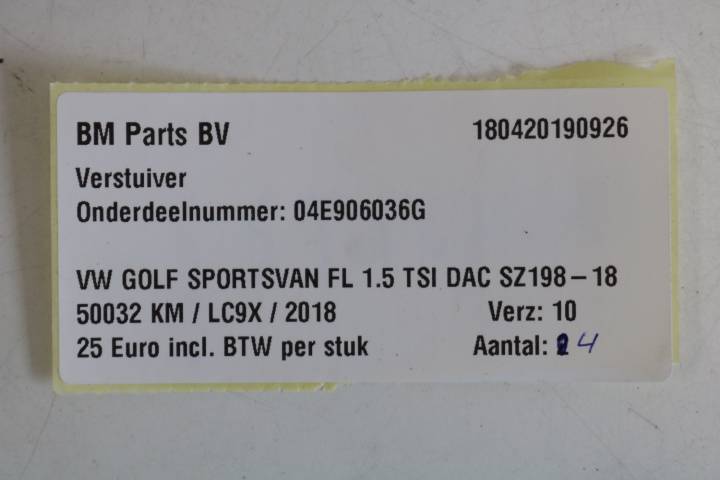 BM Parts BV 180420190926
Verstuiver
Onderdeelnummer: 04E906036G
VW GOLF SPORTSVAN FL 1.5 TSI DAC SZ198-18
50032 KM / LC9X / 2018 Verz: 10
25 Euro incl. BTW per stuk Aantal: 4